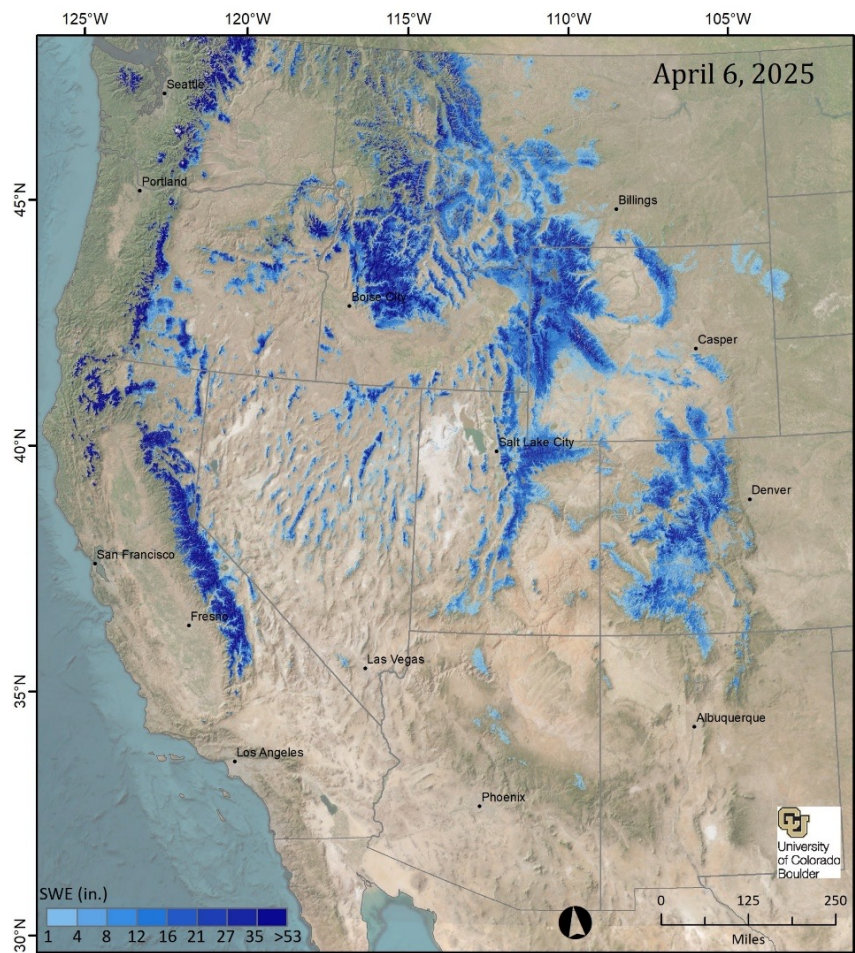 125°W 120°W 115°W 110°W 105°W
April 6, 2025
Seattle
45°N
Portland
Billings
Boise City
Casper
40°N
Salt Lake City
Denver
San Francisco
Fresno
Las Vegas
35°N
Albuquerque
Los Angeles
Phoenix
CU
University
of Colorado
Boulder
SWE (in.)
1 4 8 12 16 21 27 35 >53
0 125 250
Miles
30°N